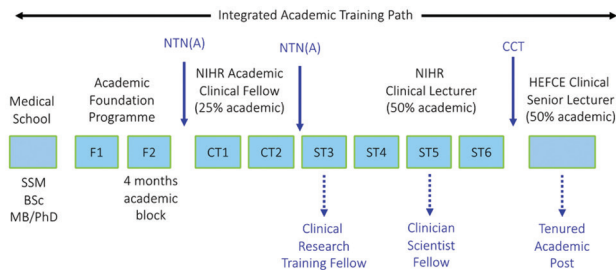 Integrated Academic Training Path
NTN(A)
NTN(A)
CCT
Medical
School
Academic
Foundation
Programme
NIHR Academic
Clinical Fellow
(25% academic)
NIHR
Clinical Lecturer
(50% academic)
HEFCE Clinical
Senior Lecturer
(50% academic)
F1
F2
CT1
CT2
ST3
ST4
ST5
ST6
SSM
BSc
MB/PhD
4 months
academic
block
Clinical
Research
Training Fellow
Clinician
Scientist
Fellow
Tenured
Academic
Post